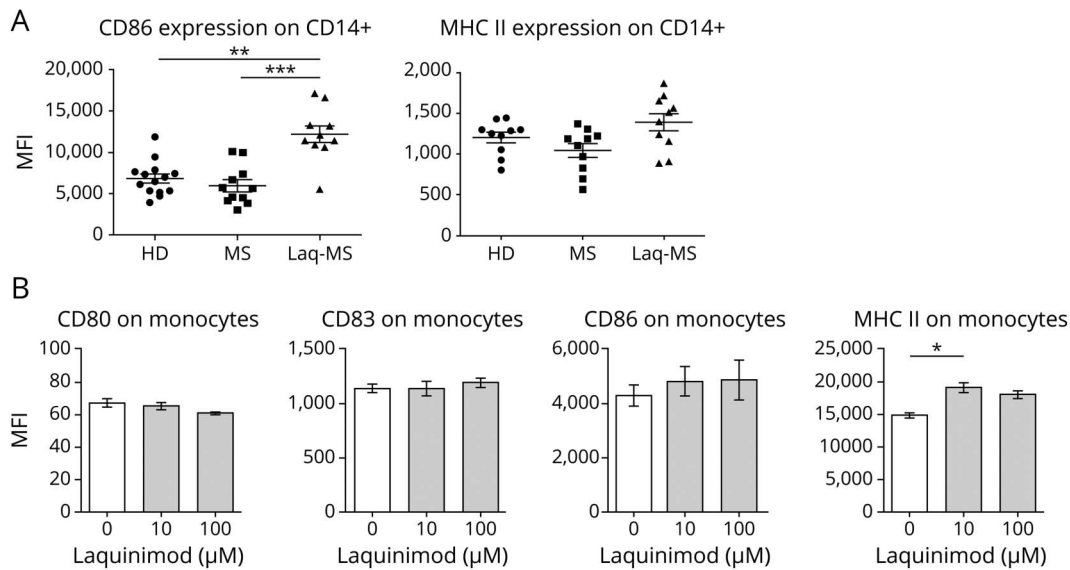 A
CD86 expression on CD14+
MHC II expression on CD14+
**
***
20,000
15,000
10,000
5,000
0
MFI
HD MS Laq-MS
2,000
1,500
1,000
500
0
HD MS Laq-MS
B
CD80 on monocytes
CD83 on monocytes
CD86 on monocytes
MHC II on monocytes
100
80
60
40
20
0
MFI
0 10 100
Laquinimod (μM)
1,500
1,000
500
0
0 10 100
Laquinimod (μM)
6,000
4,000
2,000
0
0 10 100
Laquinimod (μM)
*
25,000
20,000
15,000
10000
5,000
0
0 10 100
Laquinimod (μM)